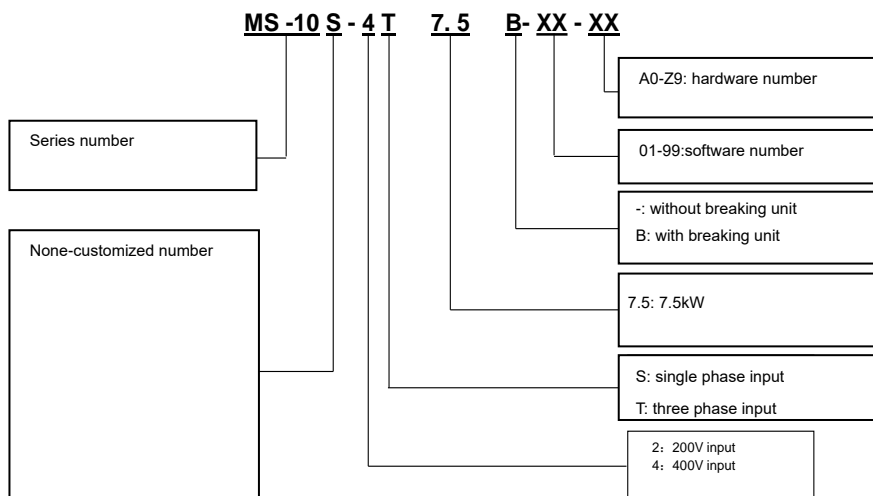 MS -10 S - 4 T 7. 5 B- XX - XX
A0-Z9: hardware number
Series number
01-99:software number
-: without breaking unit
B: with breaking unit
None-customized number
7.5: 7.5kW
S: single phase input
T: three phase input
2：200V input
4：400V input